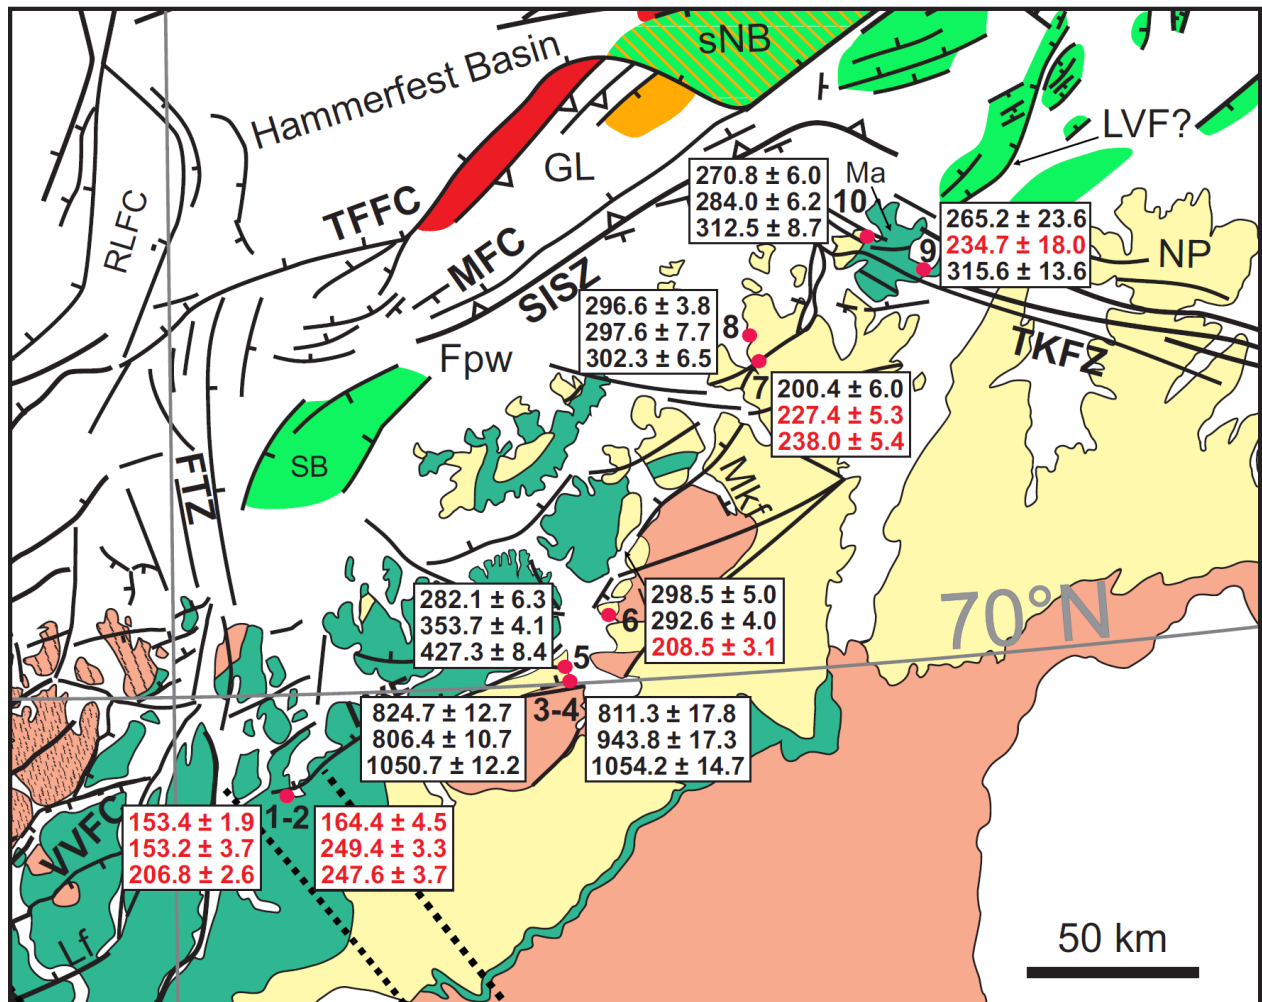 sNB
Hammerfest Basin
LVF?
GL
270.8 ± 6.0
284.0 ± 6.2
312.5 ± 8.7
Ma
10
RLFC
TFFC
265.2 ± 23.6
234.7 ± 18.0
315.6 ± 13.6
9
NP
MFC
SISZ
296.6 ± 3.8
297.6 ± 7.7
302.3 ± 6.5
8
TKFZ
Fpw
7
200.4 ± 6.0
227.4 ± 5.3
238.0 ± 5.4
SB
FTZ
Mkf
282.1 ± 6.3
353.7 ± 4.1
427.3 ± 8.4
298.5 ± 5.0
292.6 ± 4.0
208.5 ± 3.1
6
70°N
5
3-4
824.7 ± 12.7
806.4 ± 10.7
1050.7 ± 12.2
811.3 ± 17.8
943.8 ± 17.3
1054.2 ± 14.7
VVFC
153.4 ± 1.9
153.2 ± 3.7
206.8 ± 2.6
1-2
164.4 ± 4.5
249.4 ± 3.3
247.6 ± 3.7
Lf
50 km